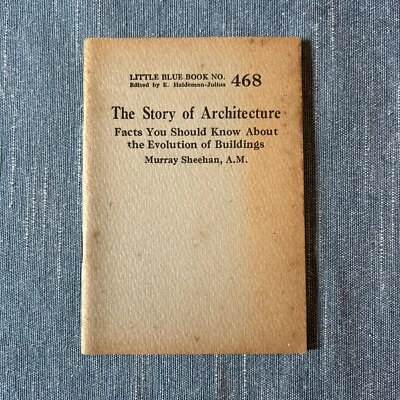 LITTLE BLUE BOOK NO. 468
Edited by E. Haldeman-Julius
The Story of Architecture
Facts You Should Know About
the Evolution of Buildings
Murray Sheehan, A.M.